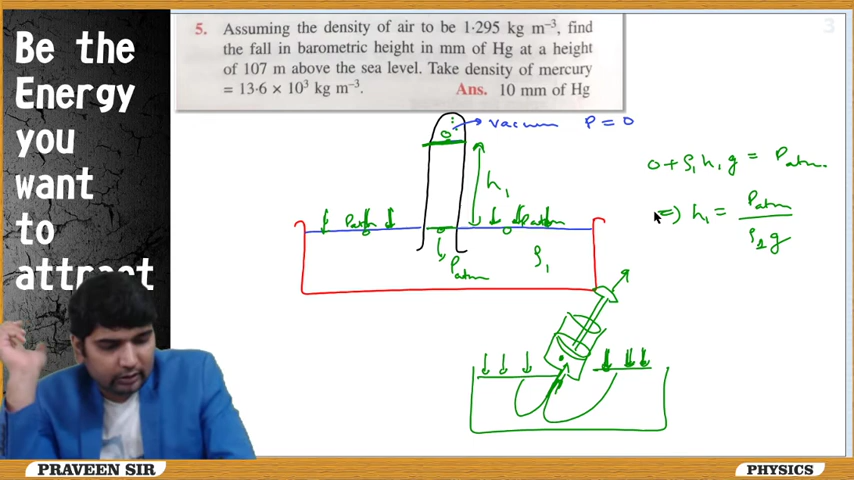 Be the
Energy
you
want
to
attract
3
5. Assuming the density of air to be 1·295 kg m⁻³, find
the fall in barometric height in mm of Hg at a height
of 107 m above the sea level. Take density of mercury
= 13·6 × 10³ kg m⁻³. Ans. 10 mm of Hg
vacuum P = 0
0 + ρ₁ h₁ g = Patm.
h₁
⇒ h₁ = Patm / ρ₁g
Patm Patm
Patm
ρ₁
PRAVEEN SIR
PHYSICS